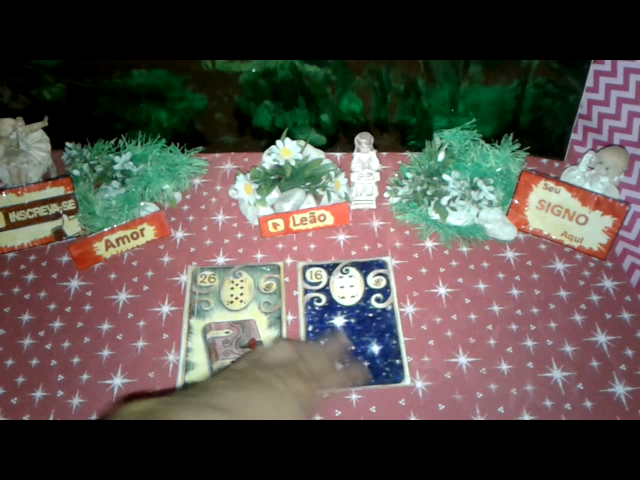 INSCREVA-SE
Amor
Leão
Seu
SIGNO
Aqui
26
16